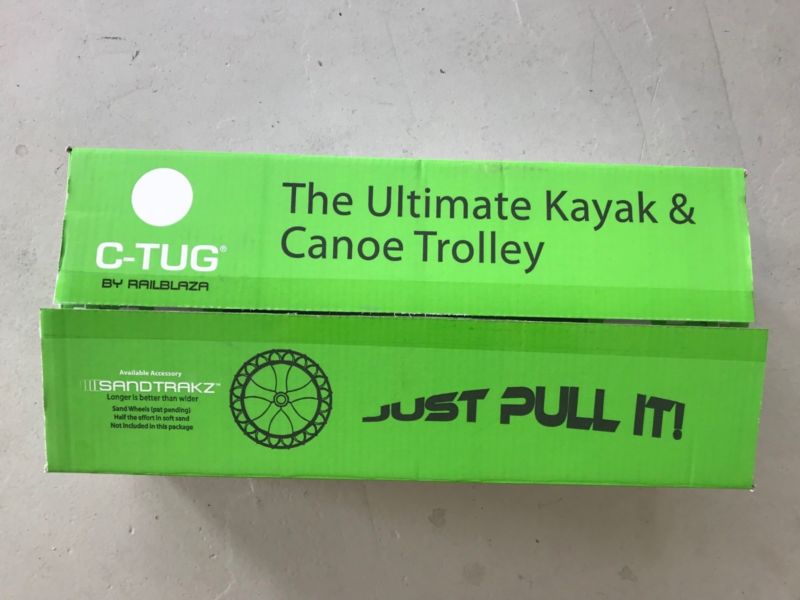 The Ultimate Kayak &
Canoe Trolley
C-TUG®
BY RAILBLAZA
Available Accessory
SANDTRAKZ™
Longer is better than wider
Sand Wheels (pat pending)
Half the effort in soft sand
Not included in this package
JUST PULL IT!